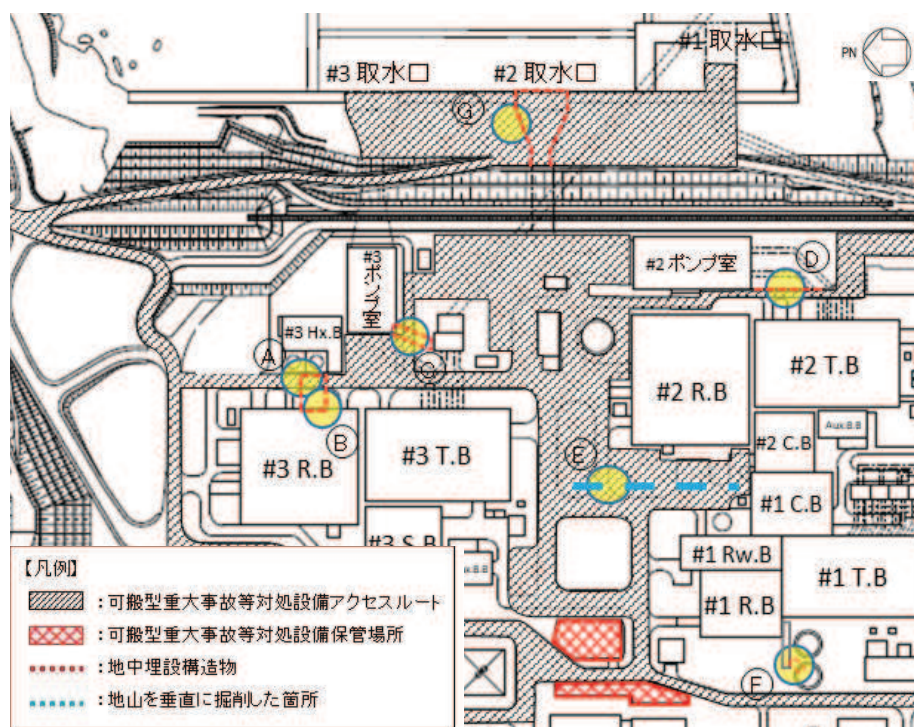 #1 取水口
#3 取水口
#2 取水口
PN
G
#3
ポンプ室
#2 ポンプ室
D
#3 Hx.B
A
C
#2 R.B
#2 T.B
B
#3 R.B
#3 T.B
E
#2 C.B
Aux.B.B
#1 C.B
#3 S.B
#1 Rw.B
#1 R.B
#1 T.B
F
【凡例】
:可搬型重大事故等対処設備アクセスルート
:可搬型重大事故等対処設備保管場所
:地中埋設構造物
:地山を垂直に掘削した箇所